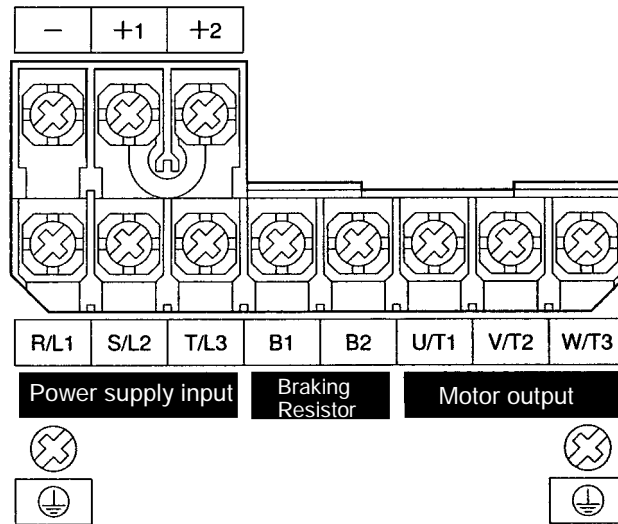 − +1 +2
R/L1 S/L2 T/L3 B1 B2 U/T1 V/T2 W/T3
Power supply input Braking Resistor Motor output